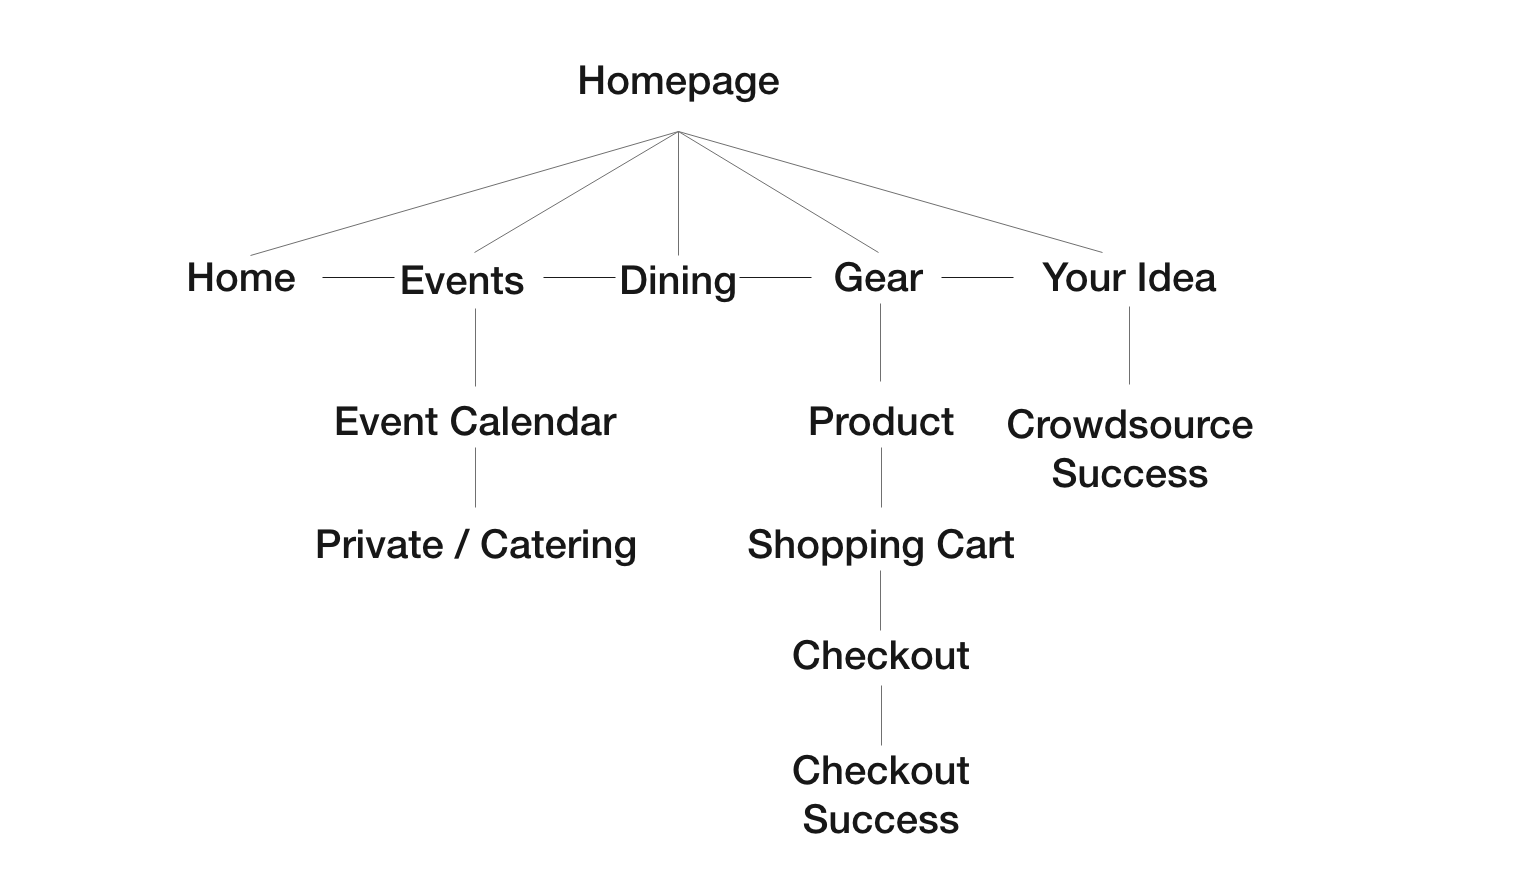 Homepage
Home
Events
Dining
Gear
Your Idea
Event Calendar
Product
Crowdsource
Success
Private / Catering
Shopping Cart
Checkout
Checkout
Success